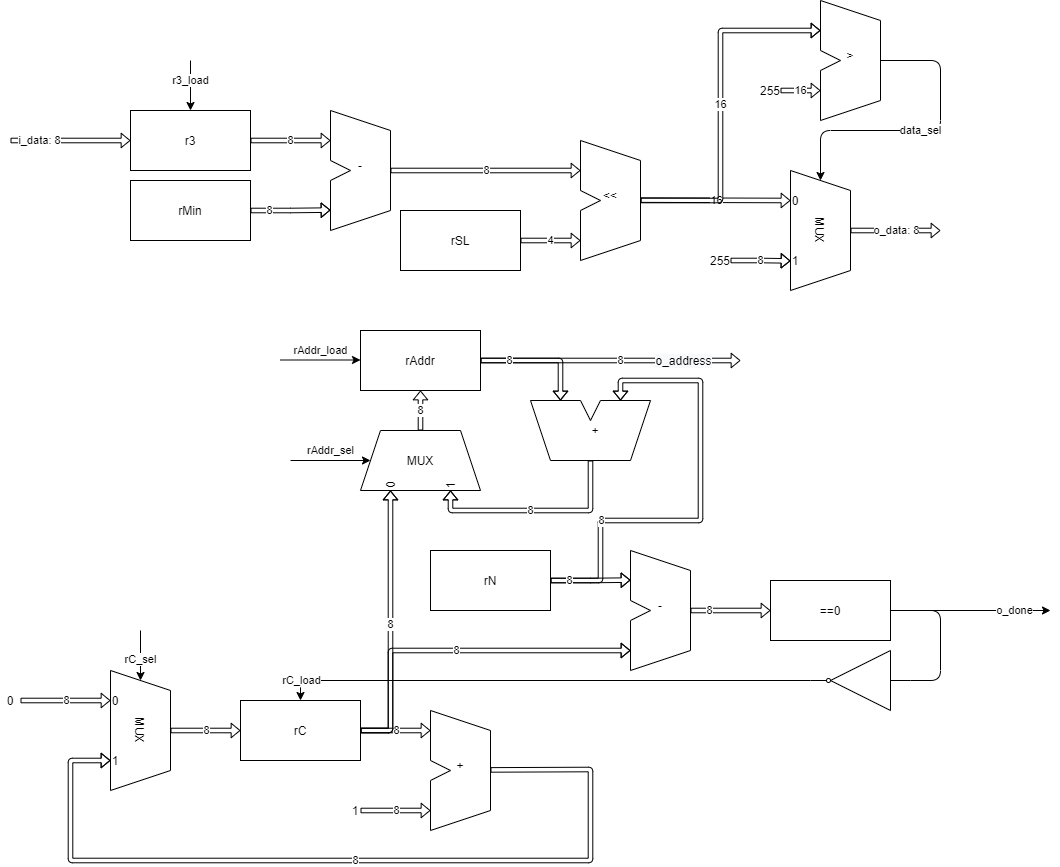 >
r3_load
255
16
i_data: 8
r3
8
16
data_sel
-
8
<<
rMin
8
16
0
MUX
o_data: 8
rSL
4
255
8
1
rAddr_load
rAddr
8
8
o_address
8
+
rAddr_sel
MUX
0
1
8
8
rN
8
-
8
==0
o_done
8
8
rC_sel
rC_load
0
8
0
MUX
8
rC
8
1
+
1
8
8